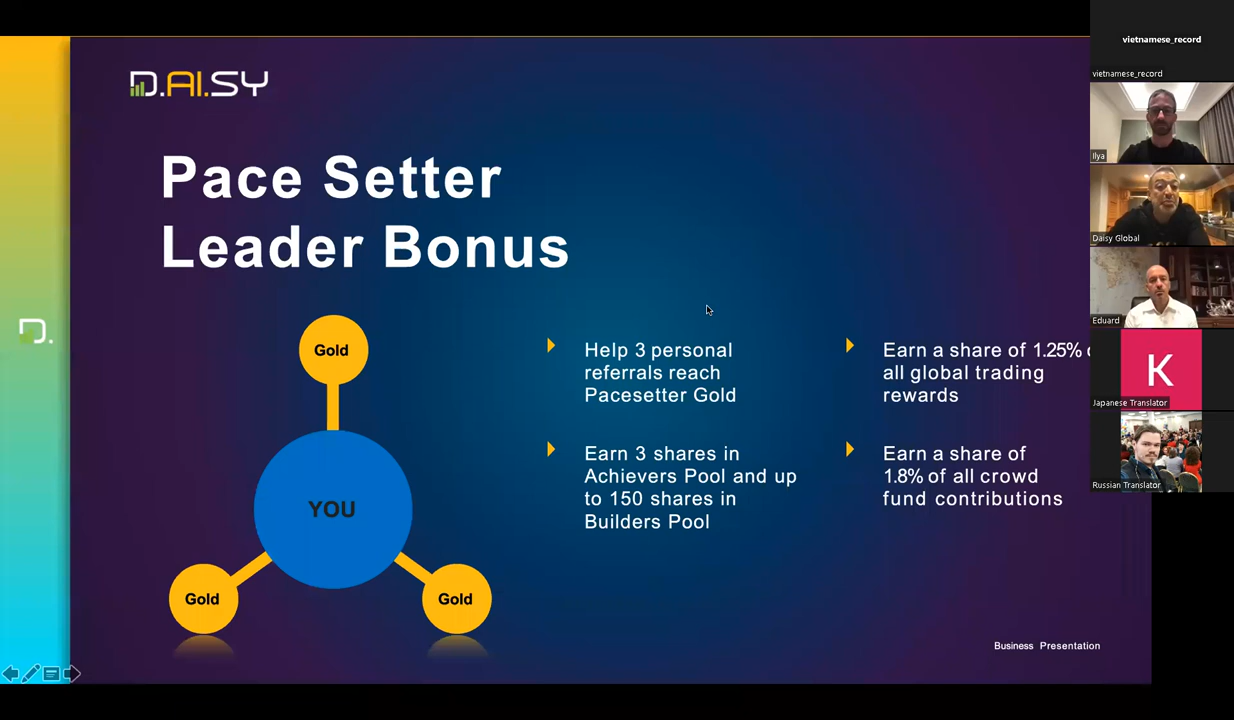 D.AI.SY
Pace Setter
Leader Bonus
Gold
YOU
Gold
Gold
Help 3 personal
referrals reach
Pacesetter Gold
Earn 3 shares in
Achievers Pool and up
to 150 shares in
Builders Pool
Earn a share of 1.25%
all global trading
rewards
Earn a share of
1.8% of all crowd
fund contributions
Business Presentation
D.
vietnamese_record
vietnamese_record
Ilya
Daisy Global
Eduard
K
Japanese Translator
Russian Translator